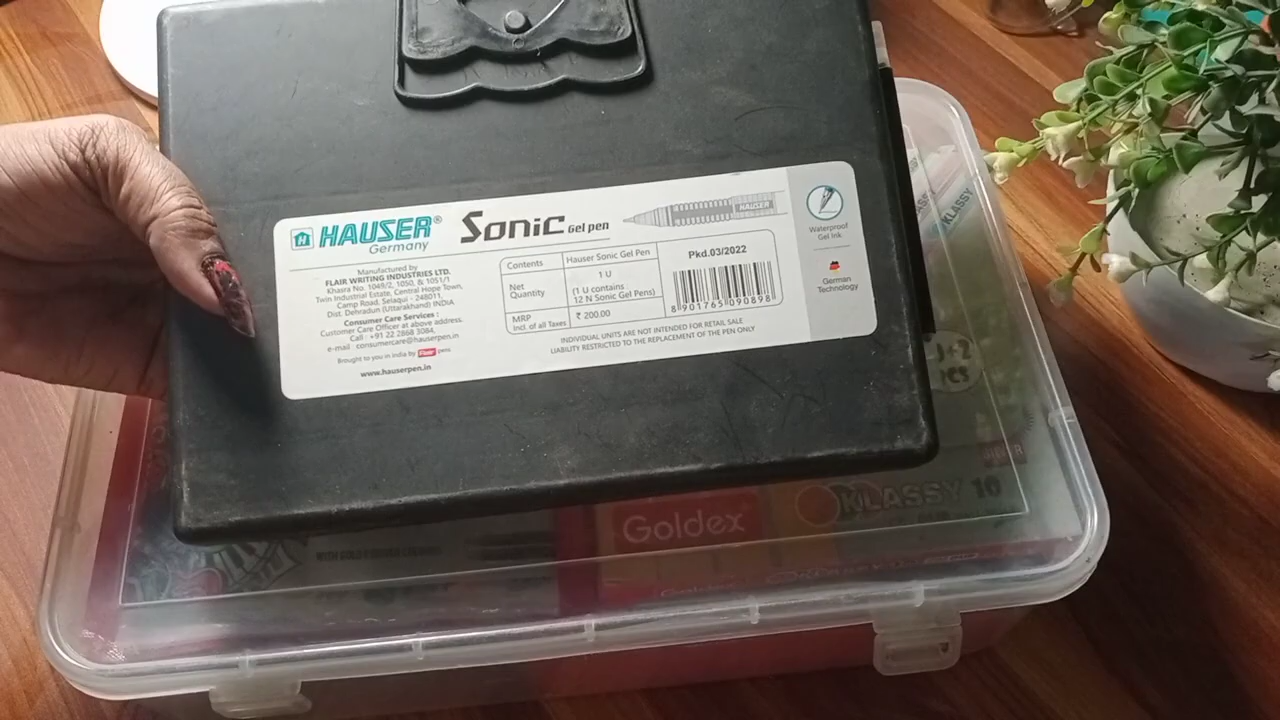 HAUSER®
Germany
SoniC Gel pen
HAUSER
Manufactured by
FLAIR WRITING INDUSTRIES LTD.
Khasra No. 1049/2, 1050, & 1051/1
Twin Industrial Estate, Central Hope Town,
Camp Road, Selaqui - 248011,
Dist. Dehradun (Uttarakhand) INDIA
Consumer Care Services :
Customer Care Officer at above address.
Call : +91 22 2868 3084,
e-mail : consumercare@hauserpen.in
Brought to you in India by Flair pens
www.hauserpen.in
Contents Hauser Sonic Gel Pen
Net Quantity 1 U
(1 U contains
12 N Sonic Gel Pens)
MRP ₹ 200.00
Incl. of all Taxes
Pkd.03/2022
8 901765 090898
INDIVIDUAL UNITS ARE NOT INTENDED FOR RETAIL SALE
LIABILITY RESTRICTED TO THE REPLACEMENT OF THE PEN ONLY
Waterproof
Gel Ink
German
Technology
KLASSY
PCS
Goldex
KLASSY 10